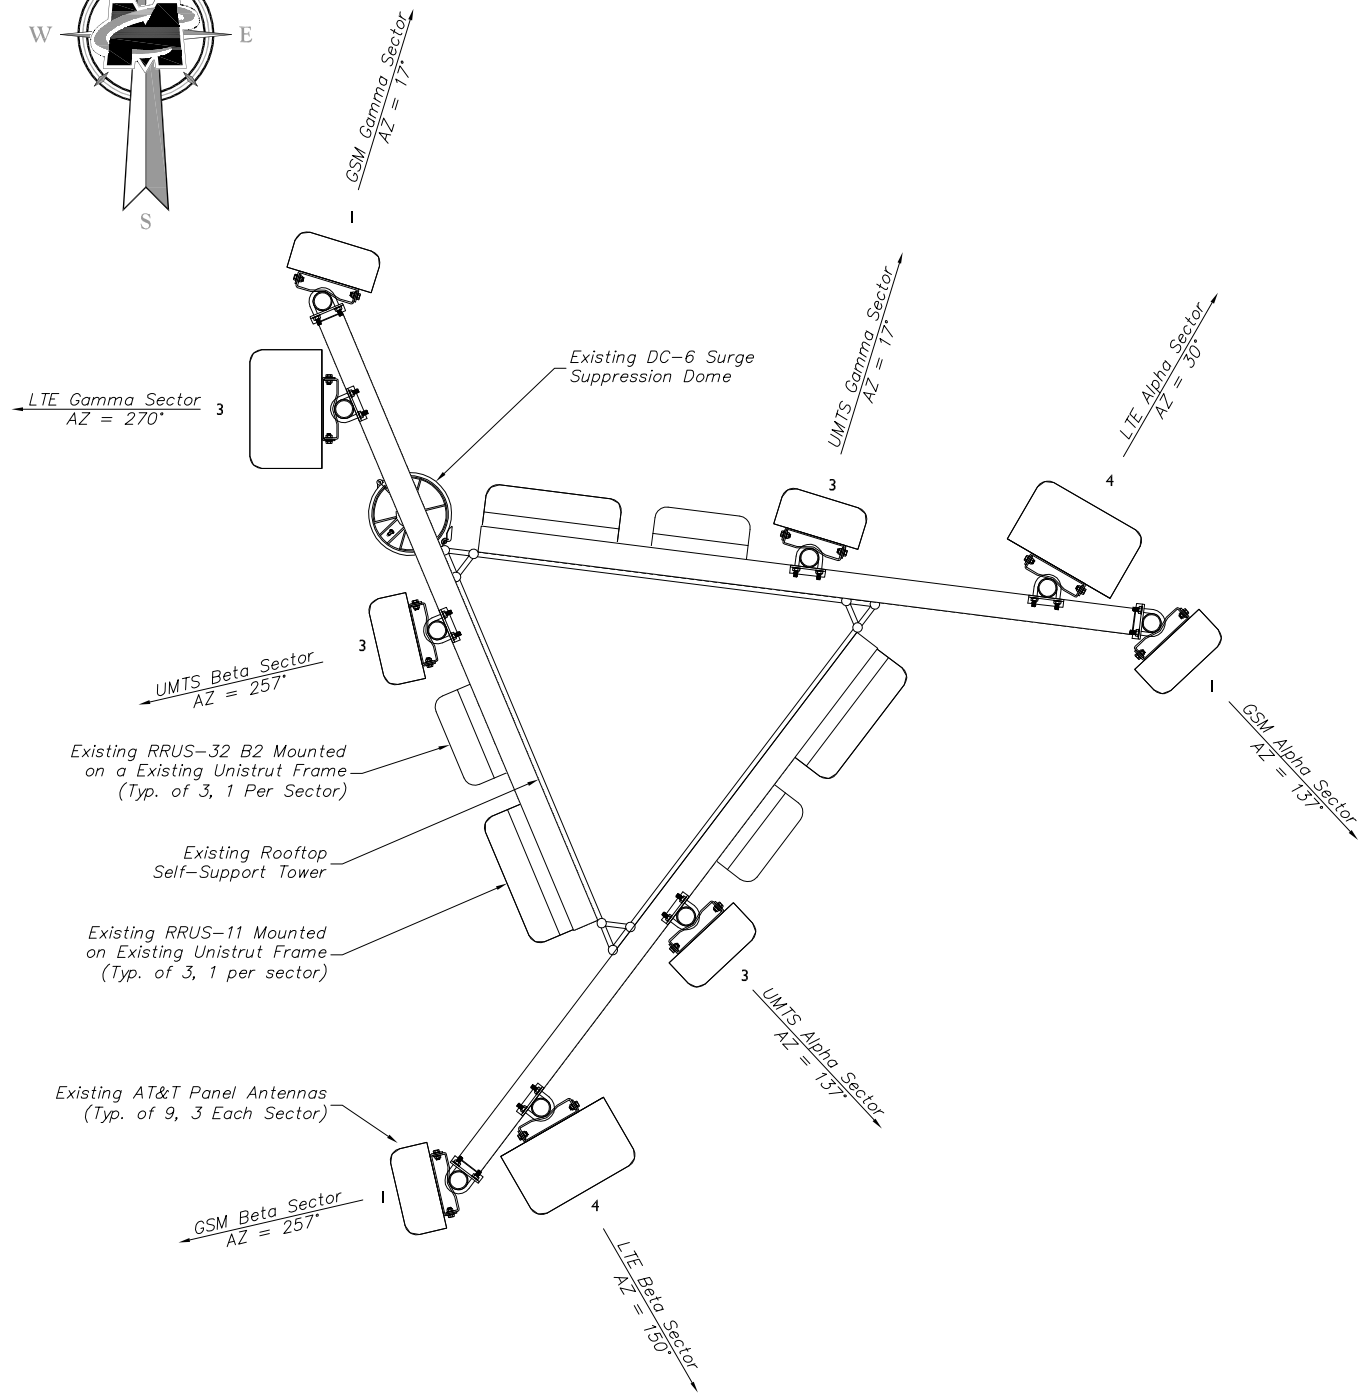 W
E
S
GSM Gamma Sector
AZ = 17°
1
LTE Gamma Sector
AZ = 270°
3
Existing DC-6 Surge
Suppression Dome
UMTS Gamma Sector
AZ = 17°
3
LTE Alpha Sector
AZ = 30°
4
3
UMTS Beta Sector
AZ = 257°
1
GSM Alpha Sector
AZ = 137°
Existing RRUS-32 B2 Mounted
on a Existing Unistrut Frame
(Typ. of 3, 1 Per Sector)
Existing Rooftop
Self-Support Tower
Existing RRUS-11 Mounted
on Existing Unistrut Frame
(Typ. of 3, 1 per sector)
3
UMTS Alpha Sector
AZ = 137°
Existing AT&T Panel Antennas
(Typ. of 9, 3 Each Sector)
1
GSM Beta Sector
AZ = 257°
4
LTE Beta Sector
AZ = 150°